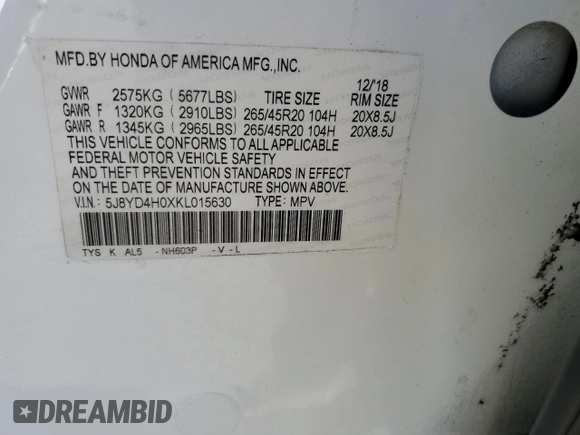 MFD.BY HONDA OF AMERICA MFG.,INC.
12/'18
GVWR 2575KG (5677LBS) TIRE SIZE RIM SIZE
GAWR F 1320KG (2910LBS) 265/45R20 104H 20X8.5J
GAWR R 1345KG (2965LBS) 265/45R20 104H 20X8.5J
THIS VEHICLE CONFORMS TO ALL APPLICABLE
FEDERAL MOTOR VEHICLE SAFETY
AND THEFT PREVENTION STANDARDS IN EFFECT
ON THE DATE OF MANUFACTURE SHOWN ABOVE.
V.I.N.: 5J8YD4H0XKL015630 TYPE: MPV
TYS K AL5 -NH603P -V-L
DREAMBID